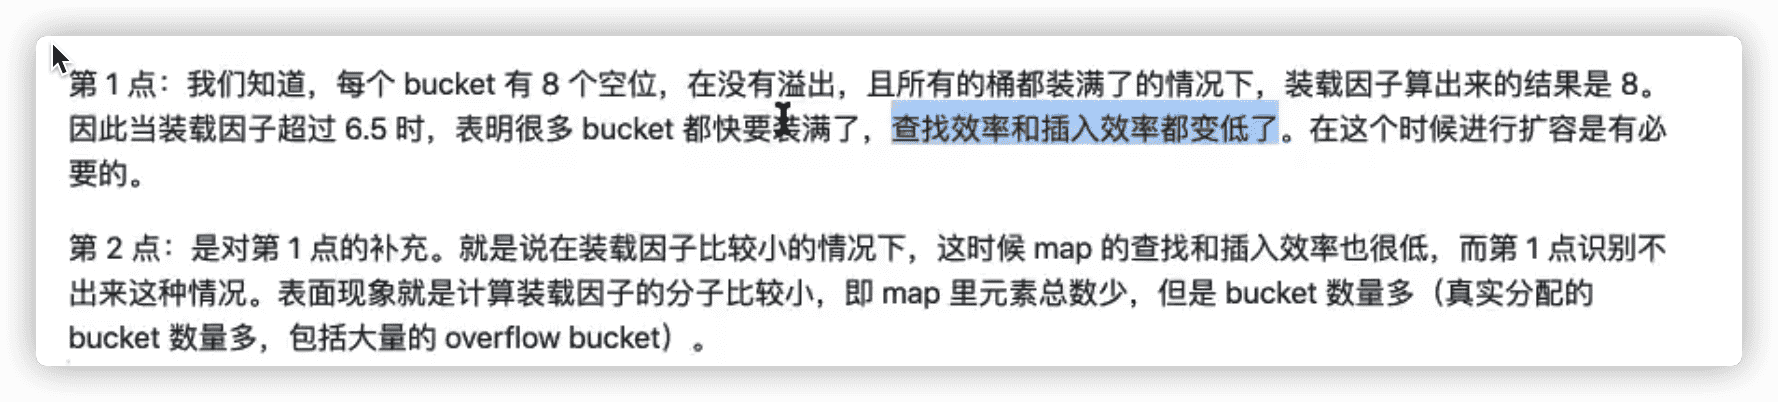 第 1 点：我们知道，每个 bucket 有 8 个空位，在没有溢出，且所有的桶都装满了的情况下，装载因子算出来的结果是 8。
因此当装载因子超过 6.5 时，表明很多 bucket 都快要装满了，查找效率和插入效率都变低了。在这个时候进行扩容是有必
要的。
第 2 点：是对第 1 点的补充。就是说在装载因子比较小的情况下，这时候 map 的查找和插入效率也很低，而第 1 点识别不
出来这种情况。表面现象就是计算装载因子的分子比较小，即 map 里元素总数少，但是 bucket 数量多（真实分配的
bucket 数量多，包括大量的 overflow bucket）。